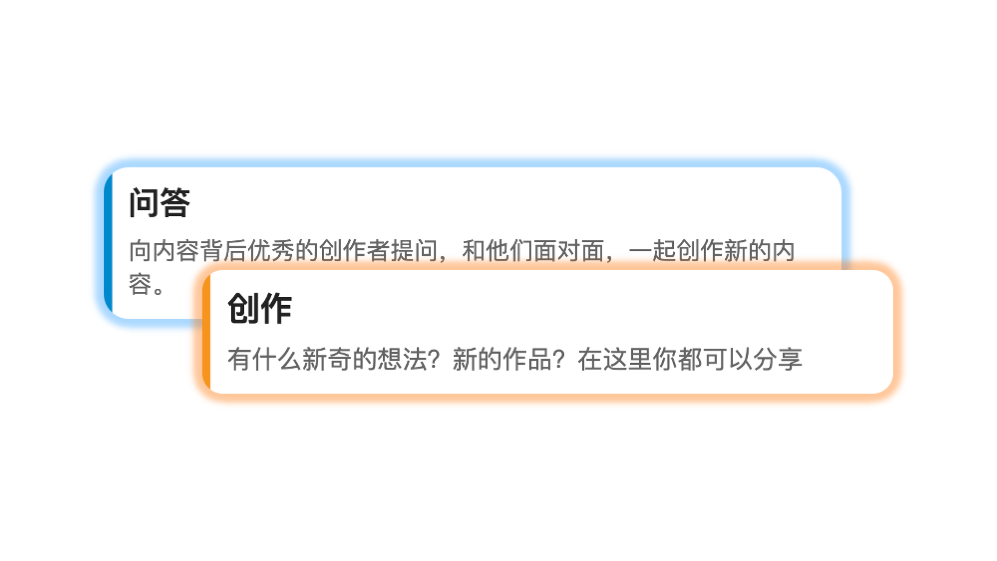 问答
向内容背后优秀的创作者提问，和他们面对面，一起创作新的内
容。
创作
有什么新奇的想法？新的作品？在这里你都可以分享